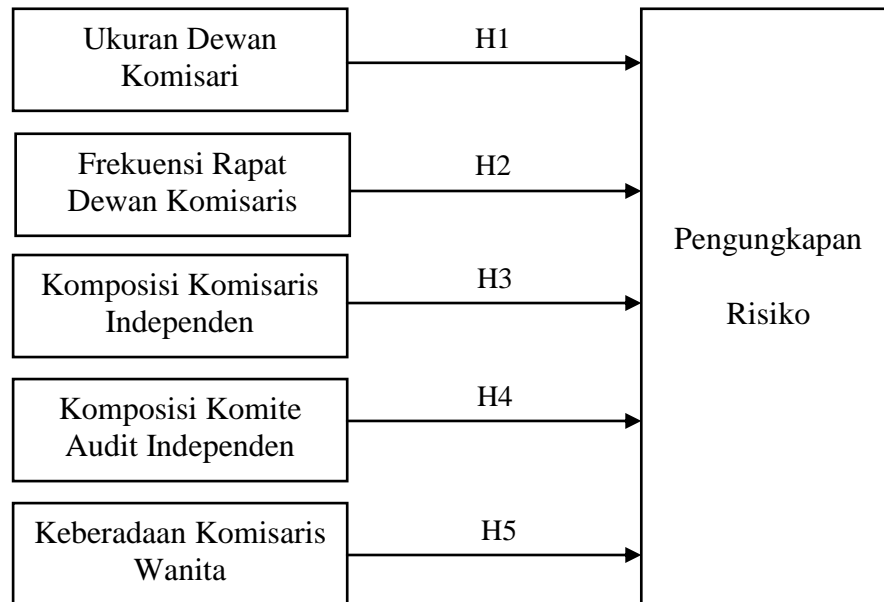 Ukuran Dewan
Komisari
H1
Frekuensi Rapat
Dewan Komisaris
H2
Komposisi Komisaris
Independen
H3
Komposisi Komite
Audit Independen
H4
Keberadaan Komisaris
Wanita
H5
Pengungkapan
Risiko